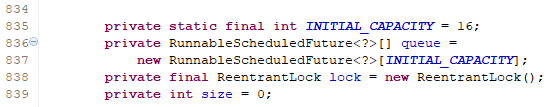 834
835 private static final int INITIAL_CAPACITY = 16;
836 private RunnableScheduledFuture<?>[] queue =
837 new RunnableScheduledFuture<?>[INITIAL_CAPACITY];
838 private final ReentrantLock lock = new ReentrantLock();
839 private int size = 0;